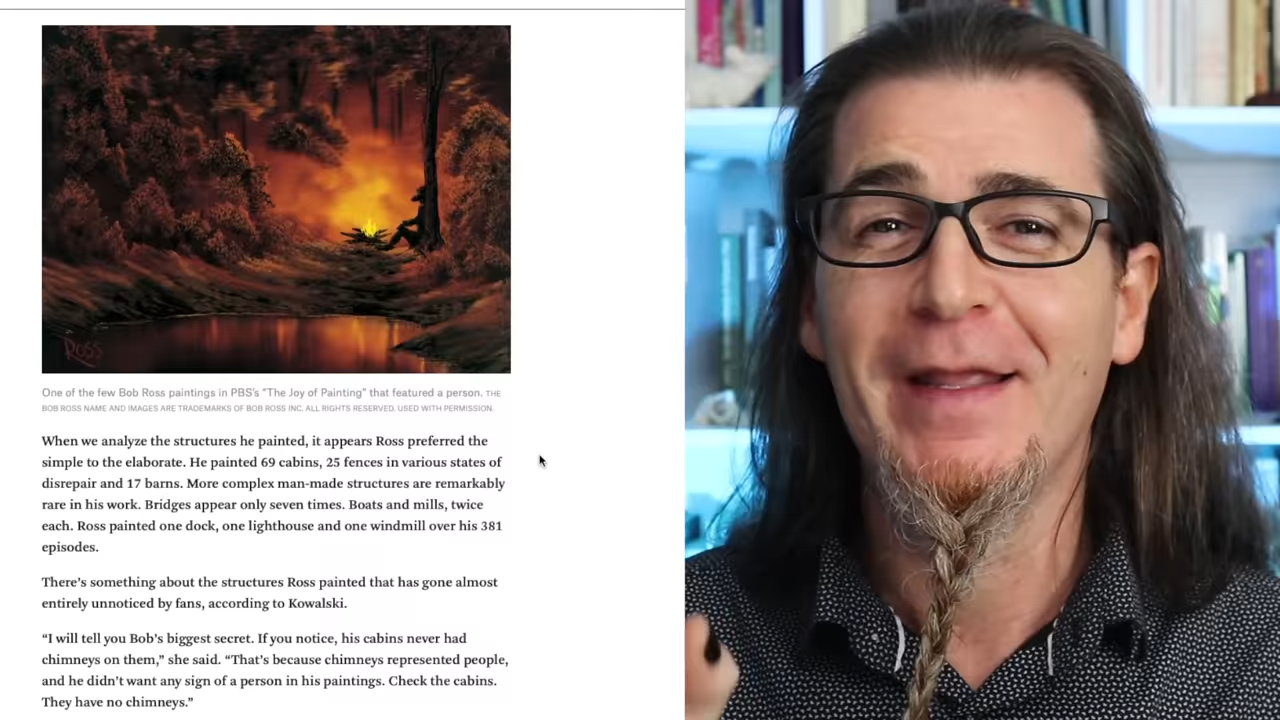 ROSS
One of the few Bob Ross paintings in PBS's "The Joy of Painting" that featured a person. THE
BOB ROSS NAME AND IMAGES ARE TRADEMARKS OF BOB ROSS INC. ALL RIGHTS RESERVED. USED WITH PERMISSION.
When we analyze the structures he painted, it appears Ross preferred the
simple to the elaborate. He painted 69 cabins, 25 fences in various states of
disrepair and 17 barns. More complex man-made structures are remarkably
rare in his work. Bridges appear only seven times. Boats and mills, twice
each. Ross painted one dock, one lighthouse and one windmill over his 381
episodes.
There's something about the structures Ross painted that has gone almost
entirely unnoticed by fans, according to Kowalski.
“I will tell you Bob's biggest secret. If you notice, his cabins never had
chimneys on them,” she said. “That's because chimneys represented people,
and he didn't want any sign of a person in his paintings. Check the cabins.
They have no chimneys.”